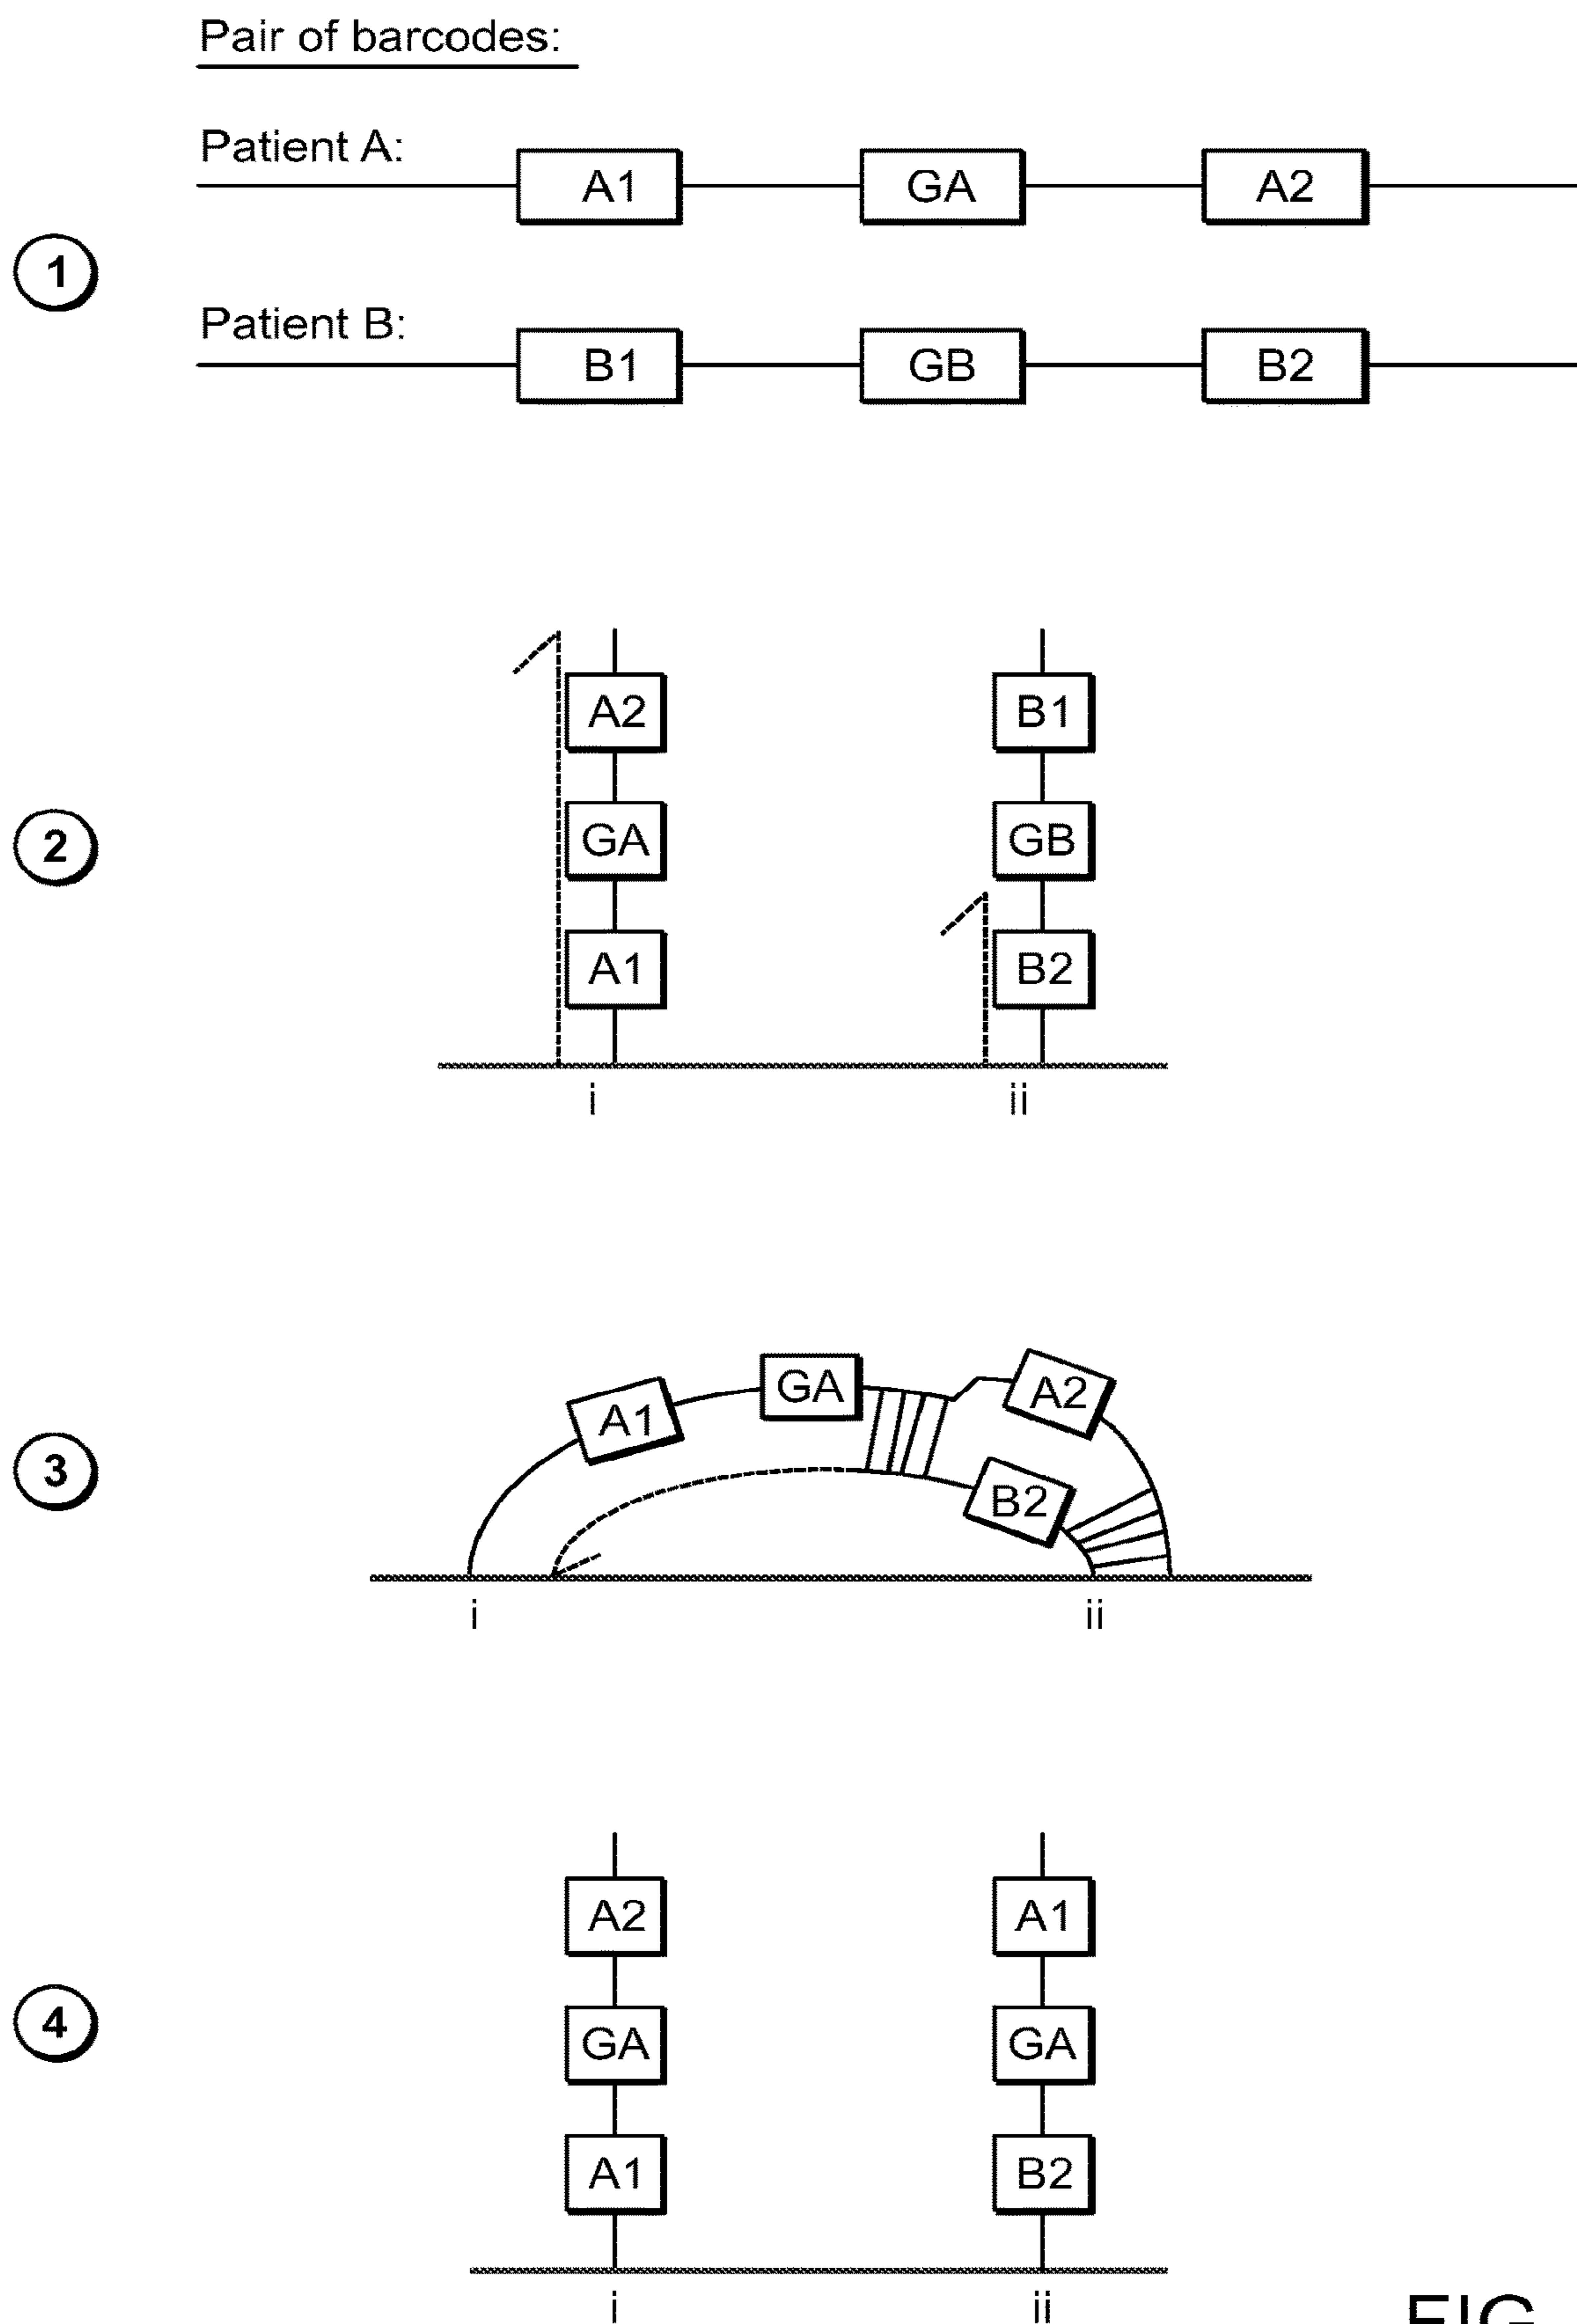 Pair of barcodes:
Patient A:
A1 GA A2
1
Patient B:
B1 GB B2
A2 B1
2
GA GB
A1 B2
i ii
GA A2
A1
3
B2
i ii
A2 A1
4
GA GA
A1 B2
i ii
FIG